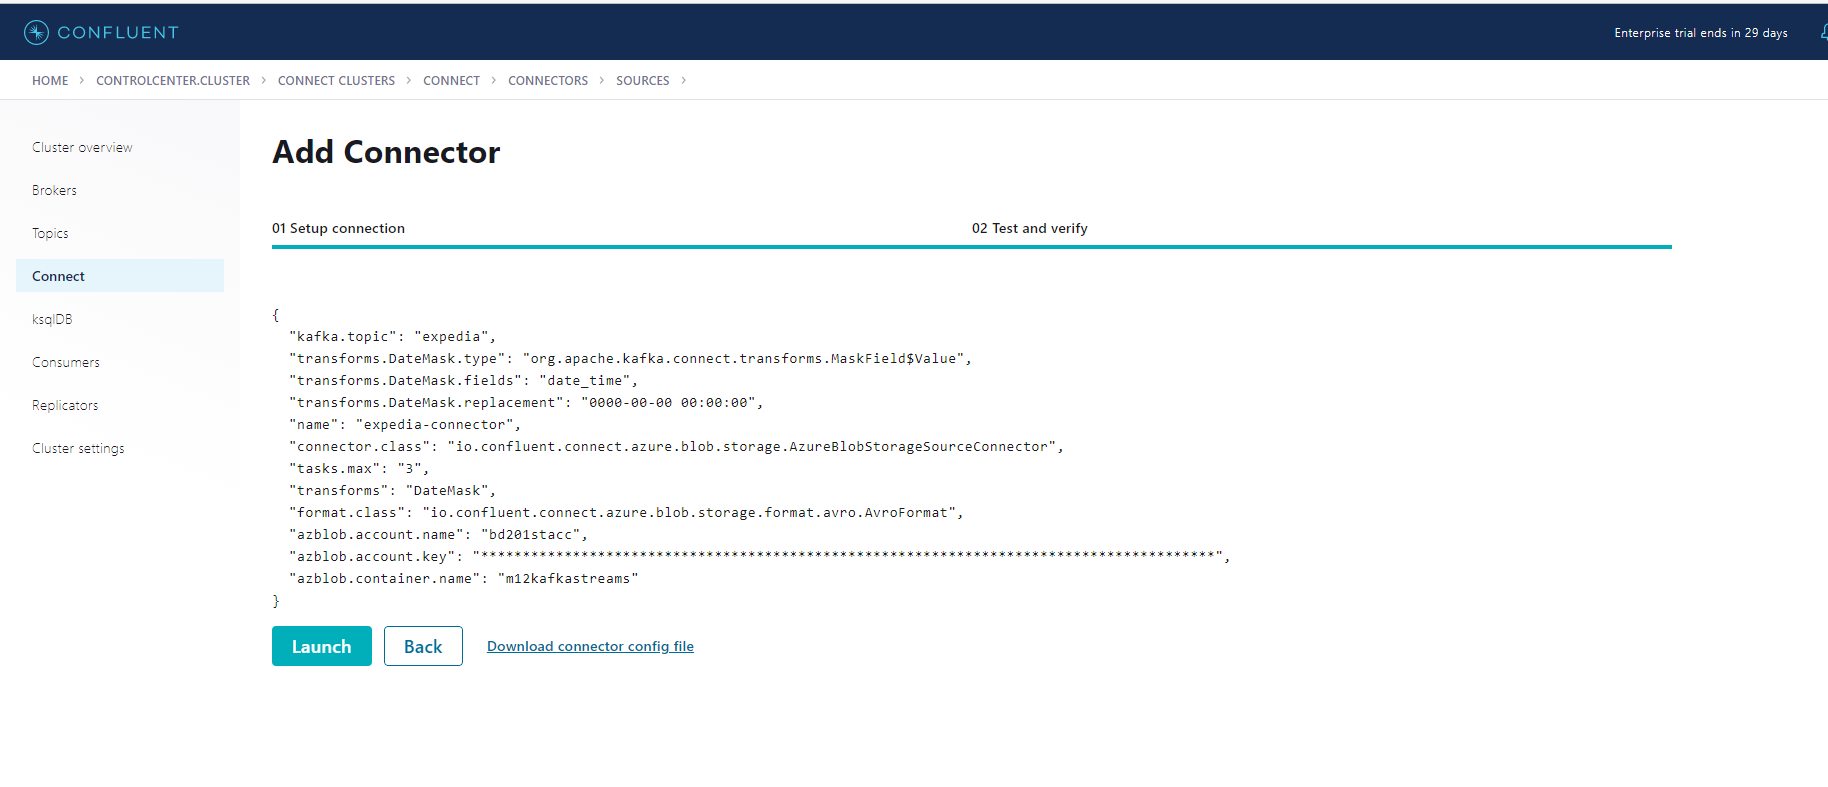 CONFLUENT
Enterprise trial ends in 29 days
HOME > CONTROLCENTER.CLUSTER > CONNECT CLUSTERS > CONNECT > CONNECTORS > SOURCES >
Cluster overview
Brokers
Topics
Connect
ksqlDB
Consumers
Replicators
Cluster settings
Add Connector
01 Setup connection
02 Test and verify
{
"kafka.topic": "expedia",
"transforms.DateMask.type": "org.apache.kafka.connect.transforms.MaskField$Value",
"transforms.DateMask.fields": "date_time",
"transforms.DateMask.replacement": "0000-00-00 00:00:00",
"name": "expedia-connector",
"connector.class": "io.confluent.connect.azure.blob.storage.AzureBlobStorageSourceConnector",
"tasks.max": "3",
"transforms": "DateMask",
"format.class": "io.confluent.connect.azure.blob.storage.format.avro.AvroFormat",
"azblob.account.name": "bd201stacc",
"azblob.account.key": "****************************************************************************************",
"azblob.container.name": "m12kafkastreams"
}
Launch
Back
Download connector config file